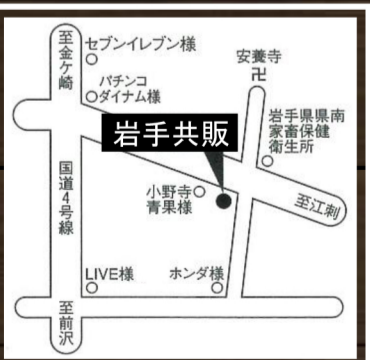 至金ケ崎
セブンイレブン様
パチンコ
ダイナム様
安養寺
卍
岩手県県南
家畜保健
衛生所
岩手共販
国道4号線
小野寺
青果様
至江刺
LIVE様
ホンダ様
至前沢